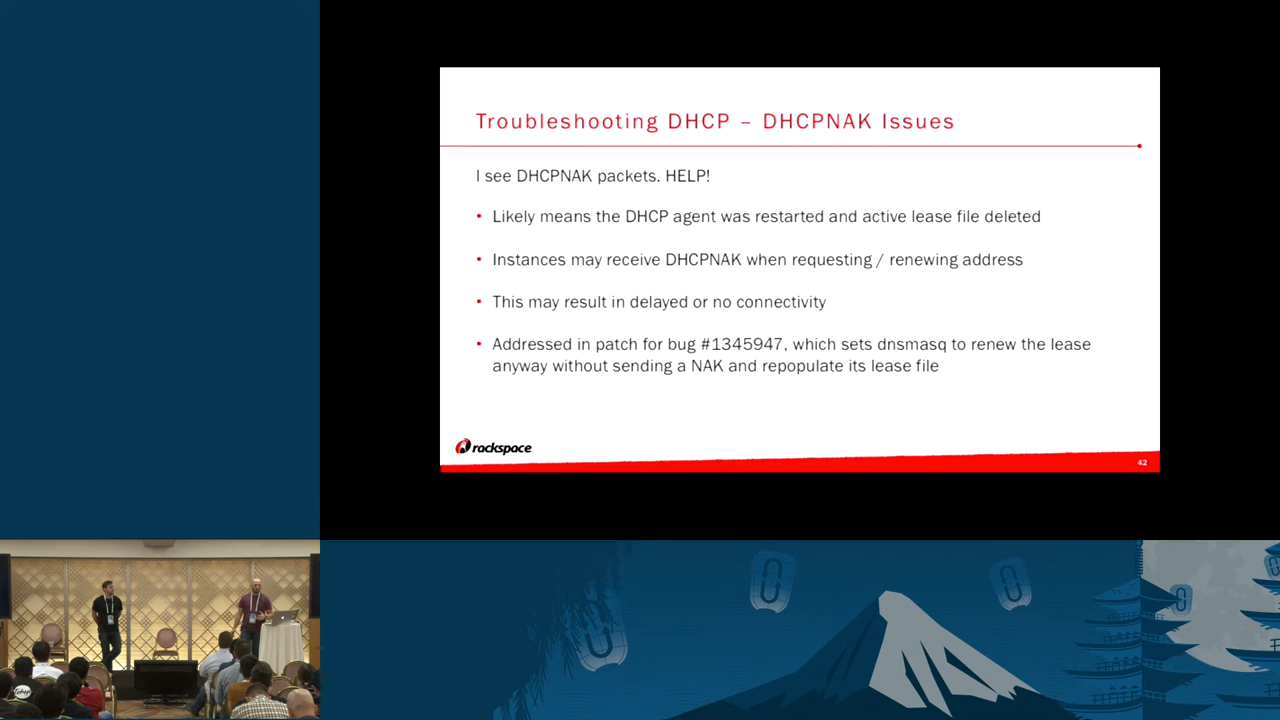 Troubleshooting DHCP – DHCPNAK Issues
I see DHCPNAK packets. HELP!
• Likely means the DHCP agent was restarted and active lease file deleted
• Instances may receive DHCPNAK when requesting / renewing address
• This may result in delayed or no connectivity
• Addressed in patch for bug #1345947, which sets dnsmasq to renew the lease
anyway without sending a NAK and repopulate its lease file
rackspace
42